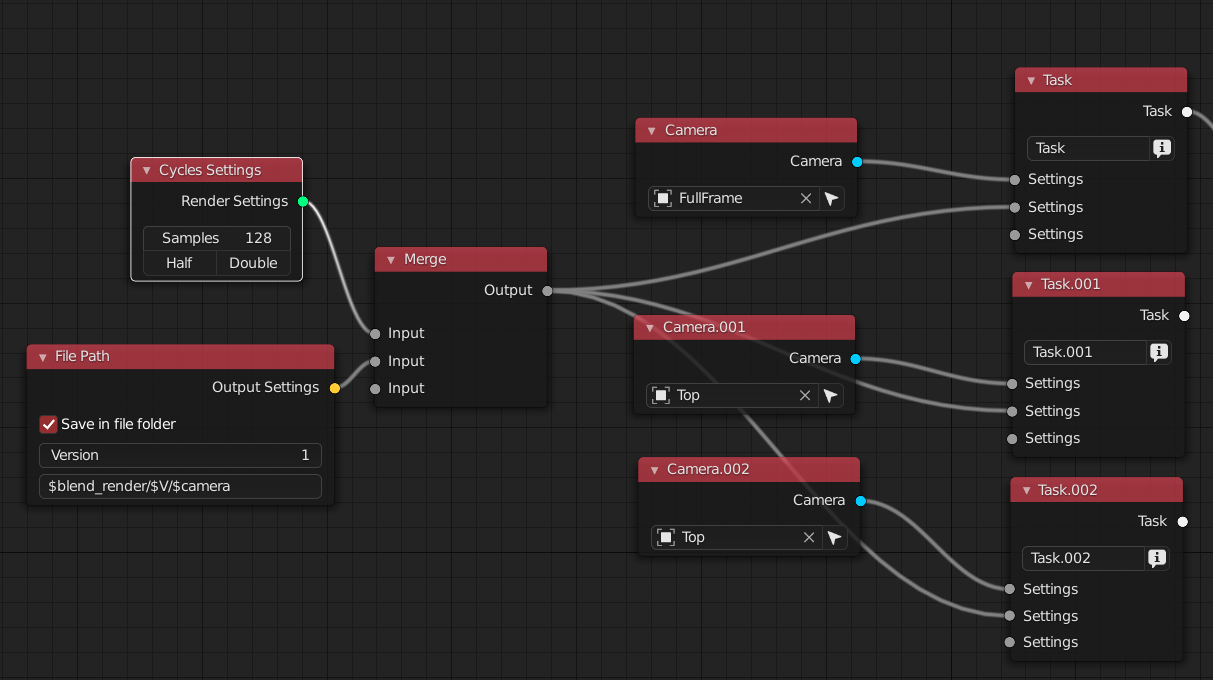 Cycles Settings
Render Settings
Samples 128
Half Double
File Path
Output Settings
Save in file folder
Version 1
$blend_render/$V/$camera
Merge
Output
Input
Input
Input
Camera
Camera
FullFrame
Camera.001
Camera
Top
Camera.002
Camera
Top
Task
Task
Task
Settings
Settings
Settings
Task.001
Task
Task.001
Settings
Settings
Settings
Task.002
Task
Task.002
Settings
Settings
Settings